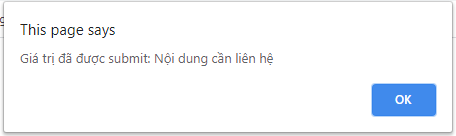 This page says
Giá trị đã được submit: Nội dung cần liên hệ
OK